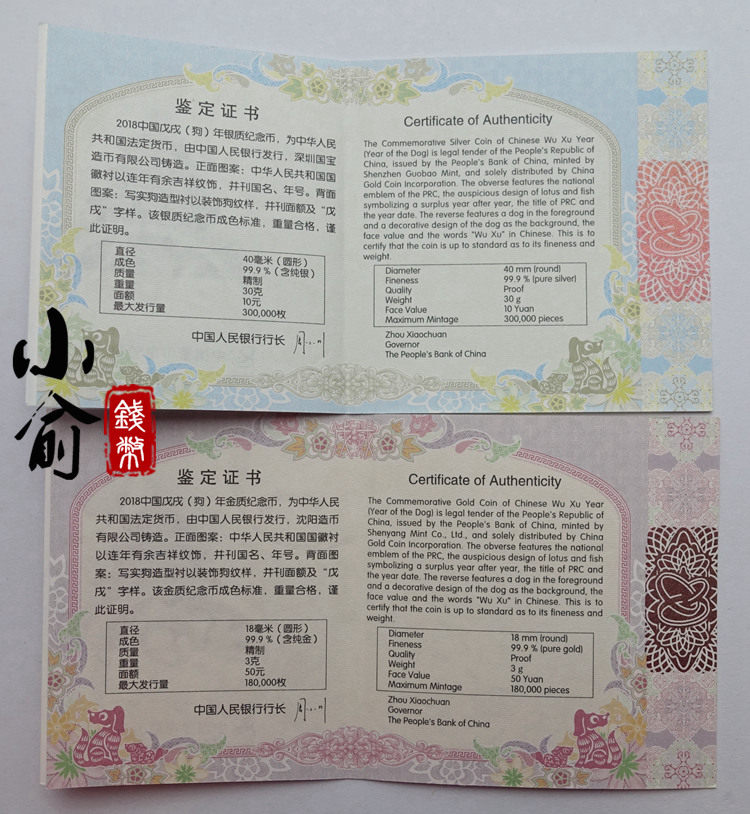 鉴定证书
2018中国戊戌（狗）年银质纪念币，为中华人民
共和国法定货币，由中国人民银行发行，深圳国宝
造币有限公司铸造。正面图案：中华人民共和国国
徽衬以连年有余吉祥纹饰，并刊国名、年号。背面
图案：写实狗造型衬以装饰狗纹样，并刊面额及“戊
戌”字样。该银质纪念币成色标准，重量合格，谨
此证明。
直径 40毫米（圆形）
成色 99.9％（含纯银）
质量 精制
重量 30克
面额 10元
最大发行量 300,000枚
中国人民银行行长
Certificate of Authenticity
The Commemorative Silver Coin of Chinese Wu Xu Year
(Year of the Dog) is legal tender of the People's Republic of
China, issued by the People's Bank of China, minted by
Shenzhen Guobao Mint, and solely distributed by China
Gold Coin Incorporation. The obverse features the national
emblem of the PRC, the auspicious design of lotus and fish
symbolizing a surplus year after year, the title of PRC and
the year date. The reverse features a dog in the foreground
and a decorative design of the dog as the background, the
face value and the words "Wu Xu" in Chinese. This is to
certify that the coin is up to standard as to its fineness and
weight.
Diameter 40 mm (round)
Fineness 99.9 % (pure silver)
Quality Proof
Weight 30 g
Face Value 10 Yuan
Maximum Mintage 300,000 pieces
Zhou Xiaochuan
Governor
The People's Bank of China
小俞
錢幣
鉴定证书
2018中国戊戌（狗）年金质纪念币，为中华人民
共和国法定货币，由中国人民银行发行，沈阳造币
有限公司铸造。正面图案：中华人民共和国国徽衬
以连年有余吉祥纹饰，并刊国名、年号。背面图
案：写实狗造型衬以装饰狗纹样，并刊面额及“戊
戌”字样。该金质纪念币成色标准，重量合格，谨
此证明。
直径 18毫米（圆形）
成色 99.9％（含纯金）
质量 精制
重量 3克
面额 50元
最大发行量 180,000枚
中国人民银行行长
Certificate of Authenticity
The Commemorative Gold Coin of Chinese Wu Xu Year
(Year of the Dog) is legal tender of the People's Republic of
China, issued by the People's Bank of China, minted by
Shenyang Mint Co., Ltd., and solely distributed by China
Gold Coin Incorporation. The obverse features the national
emblem of the PRC, the auspicious design of lotus and fish
symbolizing a surplus year after year, the title of PRC and
the year date. The reverse features a dog in the foreground
and a decorative design of the dog as the background, the
face value and the words "Wu Xu" in Chinese. This is to
certify that the coin is up to standard as to its fineness and
weight.
Diameter 18 mm (round)
Fineness 99.9 % (pure gold)
Quality Proof
Weight 3 g
Face Value 50 Yuan
Maximum Mintage 180,000 pieces
Zhou Xiaochuan
Governor
The People's Bank of China